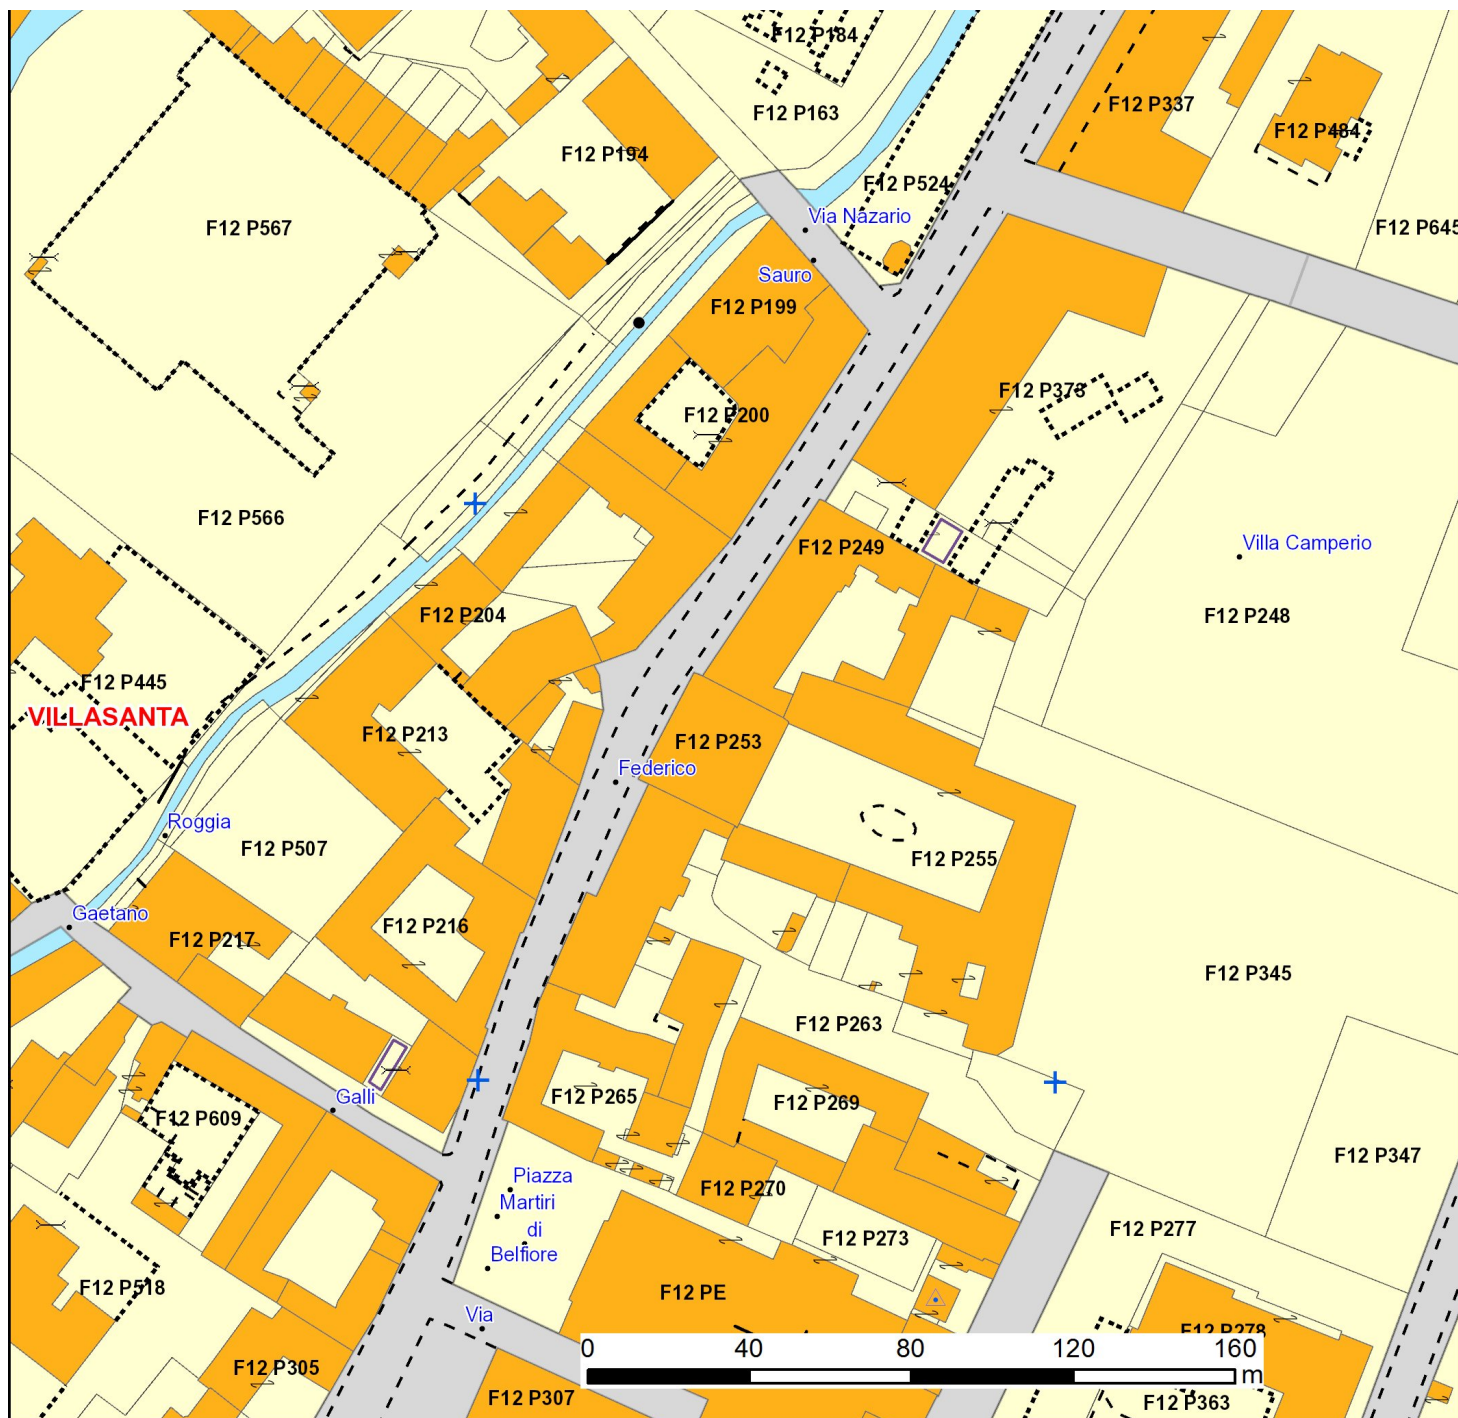 F12 P184
F12 P163
F12 P337
F12 P484
F12 P194
F12 P524
Via Nazario
F12 P567
F12 P645
Sauro
F12 P199
F12 P373
F12 P200
F12 P566
F12 P249
Villa Camperio
F12 P204
F12 P248
F12 P445
VILLASANTA
F12 P213
F12 P253
Federico
Roggia
F12 P507
F12 P255
Gaetano
F12 P216
F12 P217
F12 P345
F12 P263
Galli
F12 P265
F12 P269
F12 P609
F12 P347
Piazza
F12 P270
Martiri
di
F12 P277
F12 P273
Belfiore
F12 P518
F12 PE
Via
F12 P278
0 40 80 120 160
m
F12 P305
F12 P307
F12 P363